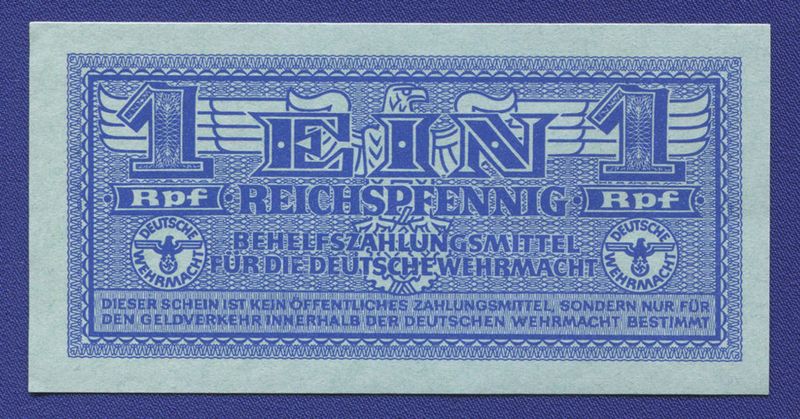 1 EIN 1
Rpf REICHSPFENNIG Rpf
BEHELFSZAHLUNGSMITTEL
FÜR DIE DEUTSCHE WEHRMACHT
DEUTSCHE WEHRMACHT
DEUTSCHE WEHRMACHT
DIESER SCHEIN IST KEIN ÖFFENTLICHES ZAHLUNGSMITTEL, SONDERN NUR FÜR
DEN GELDVERKEHR INNERHALB DER DEUTSCHEN WEHRMACHT BESTIMMT